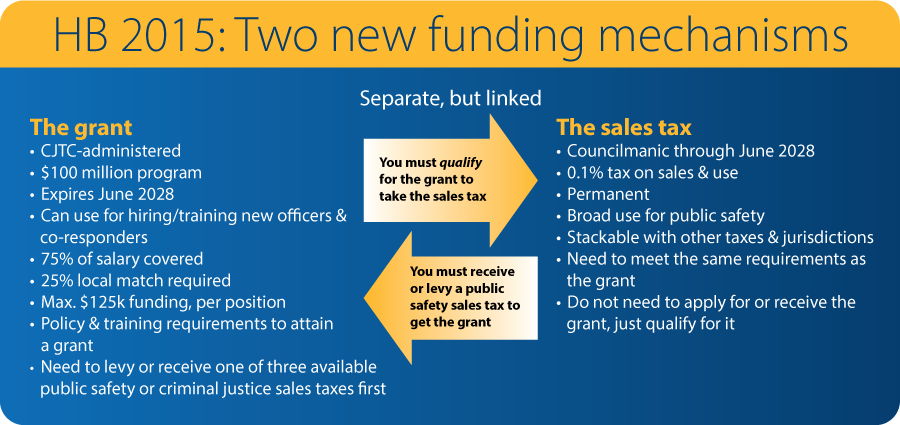 HB 2015: Two new funding mechanisms
Separate, but linked
The grant
• CJTC-administered
• $100 million program
• Expires June 2028
• Can use for hiring/training new officers &
co-responders
• 75% of salary covered
• 25% local match required
• Max. $125k funding, per position
• Policy & training requirements to attain
a grant
• Need to levy or receive one of three available
public safety or criminal justice sales taxes first
You must qualify
for the grant to
take the sales tax
You must receive
or levy a public
safety sales tax to
get the grant
The sales tax
• Councilmanic through June 2028
• 0.1% tax on sales & use
• Permanent
• Broad use for public safety
• Stackable with other taxes & jurisdictions
• Need to meet the same requirements as
the grant
• Do not need to apply for or receive the
grant, just qualify for it